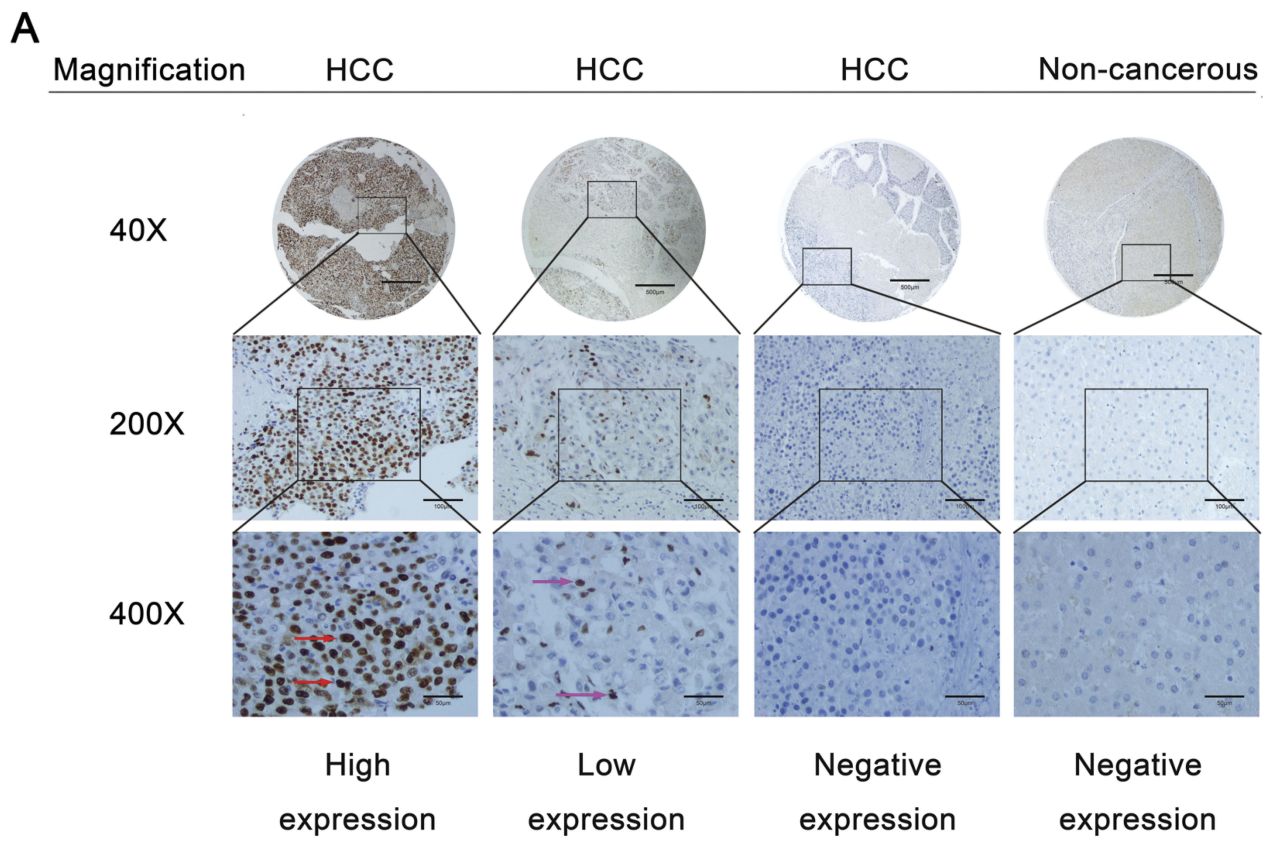 A
Magnification HCC HCC HCC Non-cancerous
40X
500μm 500μm 500μm
200X
100μm 100μm 100μm 100μm
400X
50μm 50μm 50μm 50μm
High Low Negative Negative
expression expression expression expression